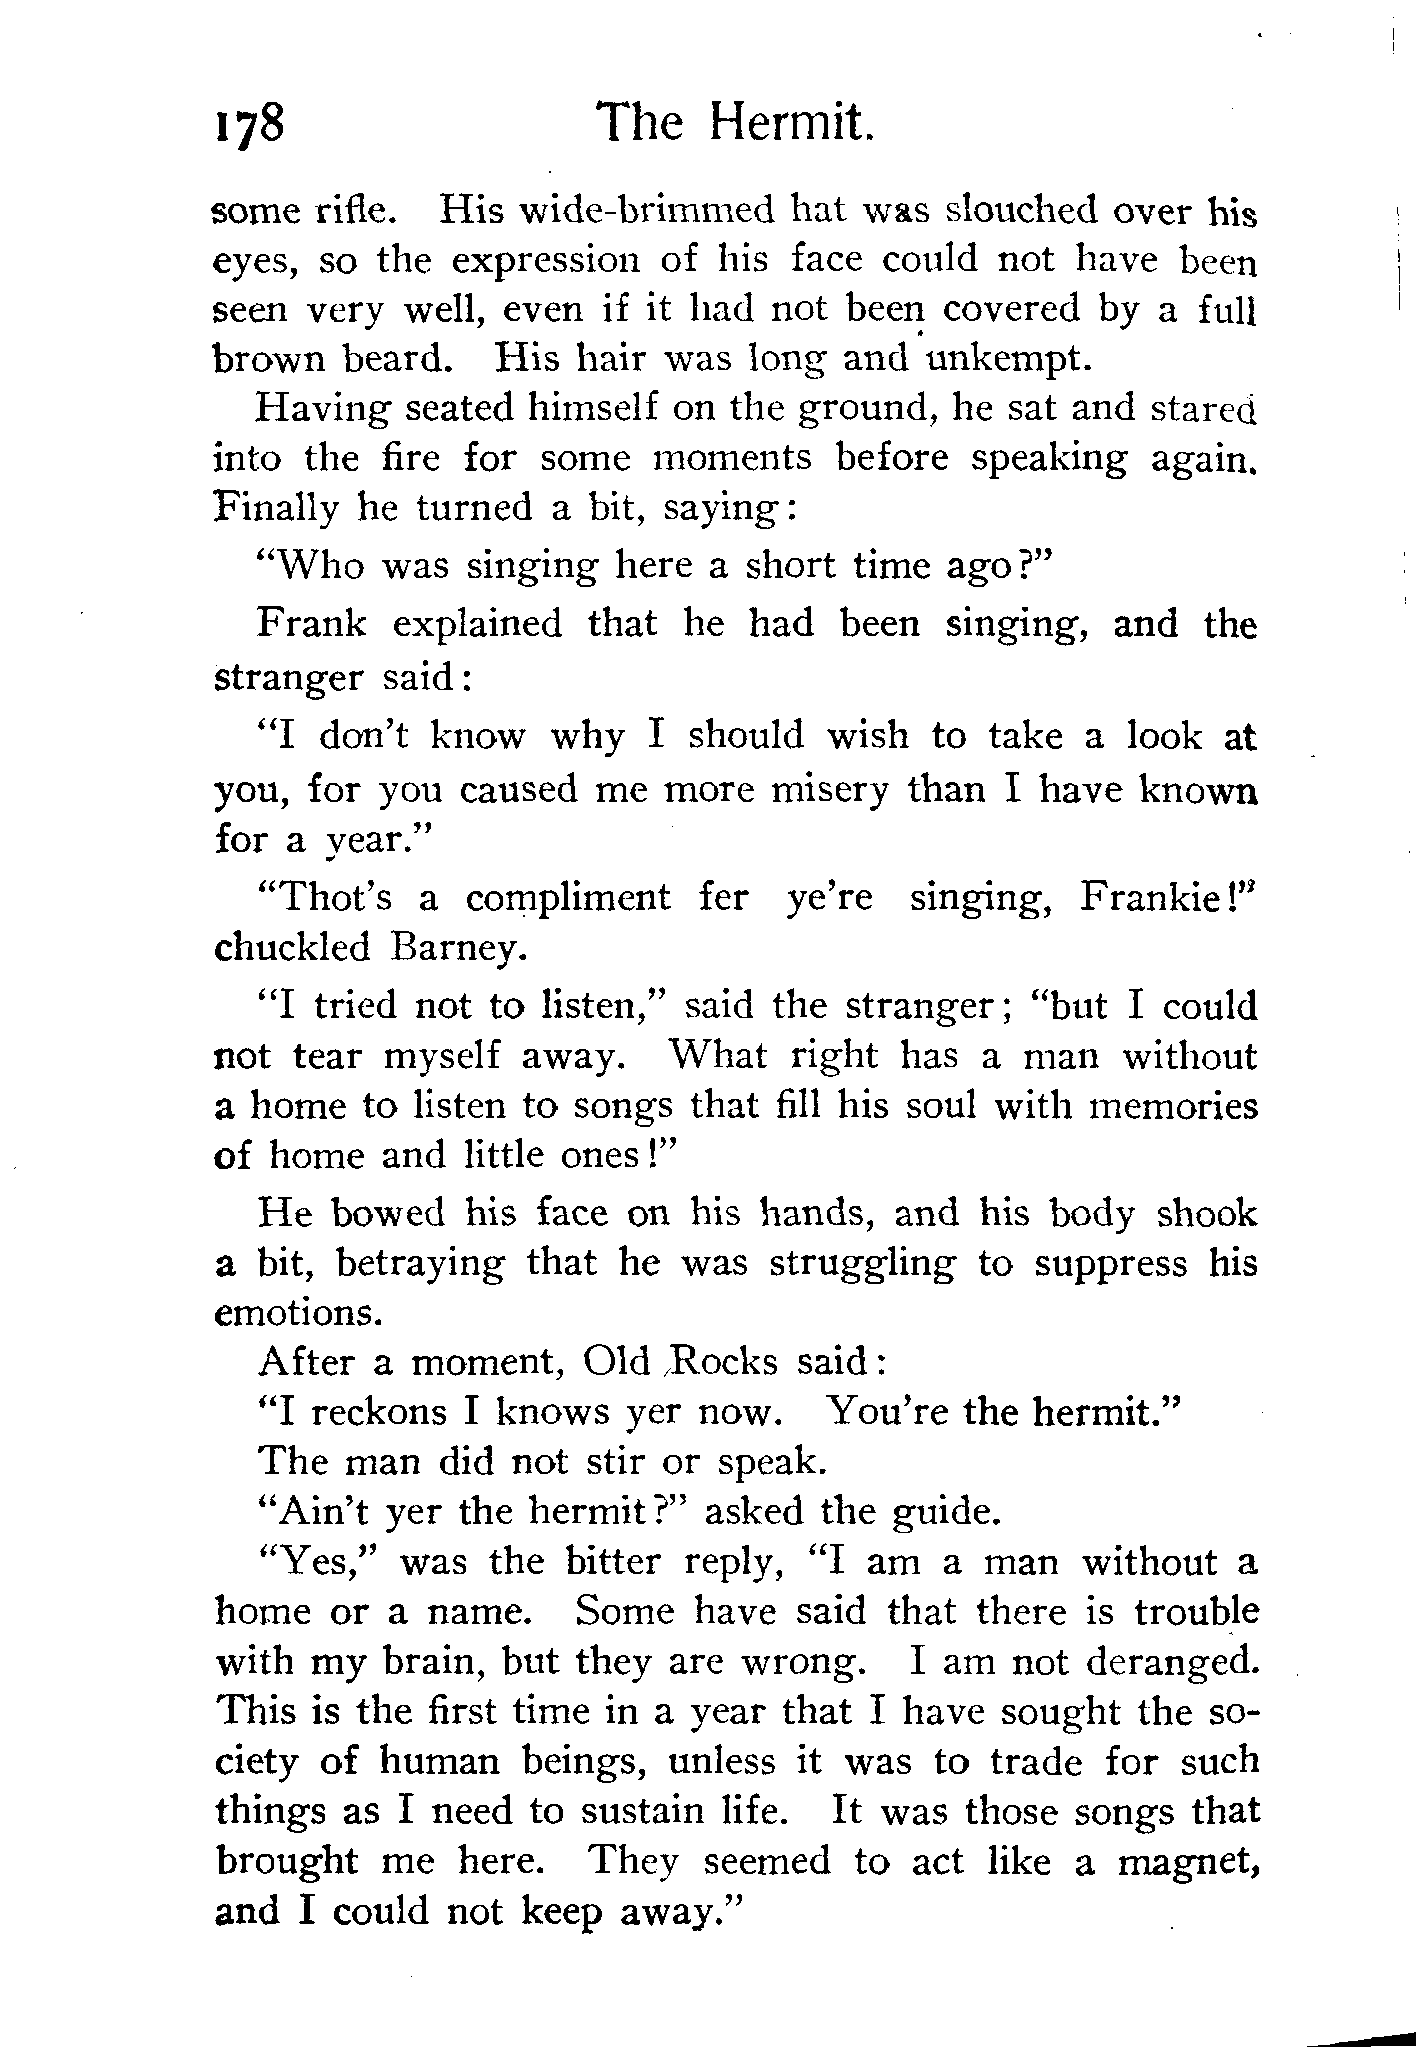 178 The Hermit.
some rifle. His wide-brimmed hat was slouched over his
eyes, so the expression of his face could not have been
seen very well, even if it had not been covered by a full
brown beard. His hair was long and unkempt.
Having seated himself on the ground, he sat and stared
into the fire for some moments before speaking again.
Finally he turned a bit, saying:
“Who was singing here a short time ago?”
Frank explained that he had been singing, and the
stranger said:
“I don’t know why I should wish to take a look at
you, for you caused me more misery than I have known
for a year.”
“Thot’s a compliment fer ye’re singing, Frankie!”
chuckled Barney.
“I tried not to listen,” said the stranger; “but I could
not tear myself away. What right has a man without
a home to listen to songs that fill his soul with memories
of home and little ones!”
He bowed his face on his hands, and his body shook
a bit, betraying that he was struggling to suppress his
emotions.
After a moment, Old Rocks said:
“I reckons I knows yer now. You’re the hermit.”
The man did not stir or speak.
“Ain’t yer the hermit?” asked the guide.
“Yes,” was the bitter reply, “I am a man without a
home or a name. Some have said that there is trouble
with my brain, but they are wrong. I am not deranged.
This is the first time in a year that I have sought the so-
ciety of human beings, unless it was to trade for such
things as I need to sustain life. It was those songs that
brought me here. They seemed to act like a magnet,
and I could not keep away.”